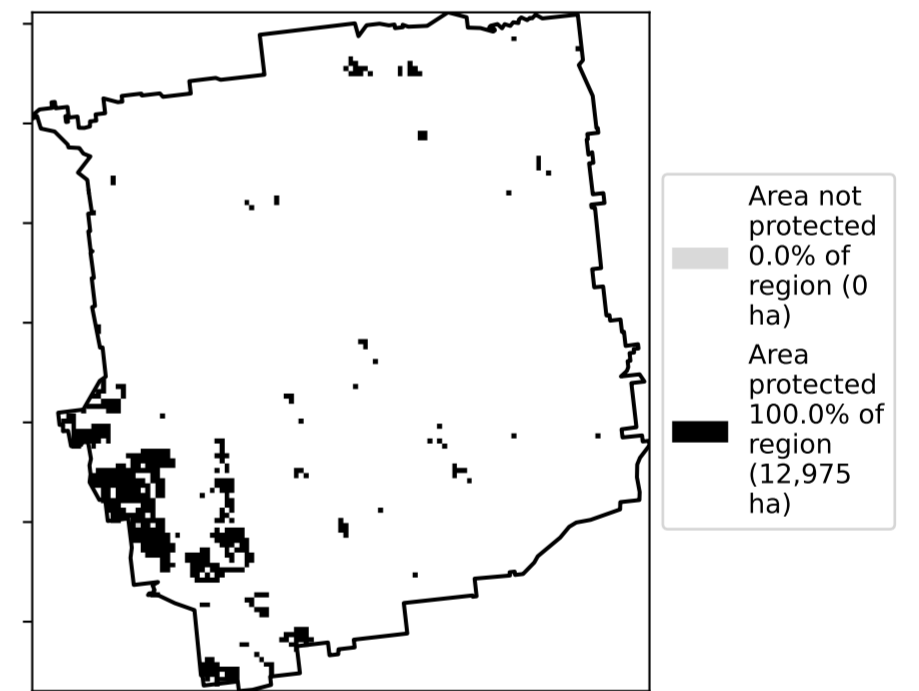 Area not
protected
0.0% of
region (0
ha)
Area
protected
100.0% of
region
(12,975
ha)